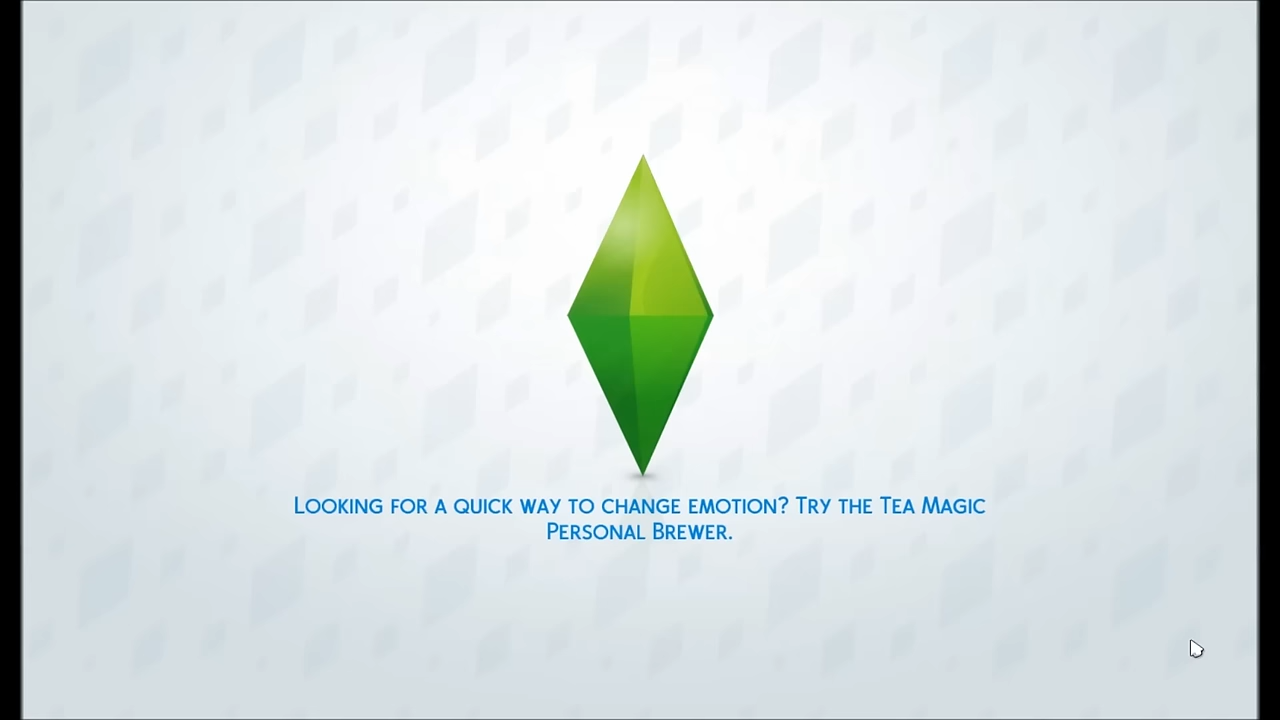 Looking for a quick way to change emotion? Try the Tea Magic
Personal Brewer.